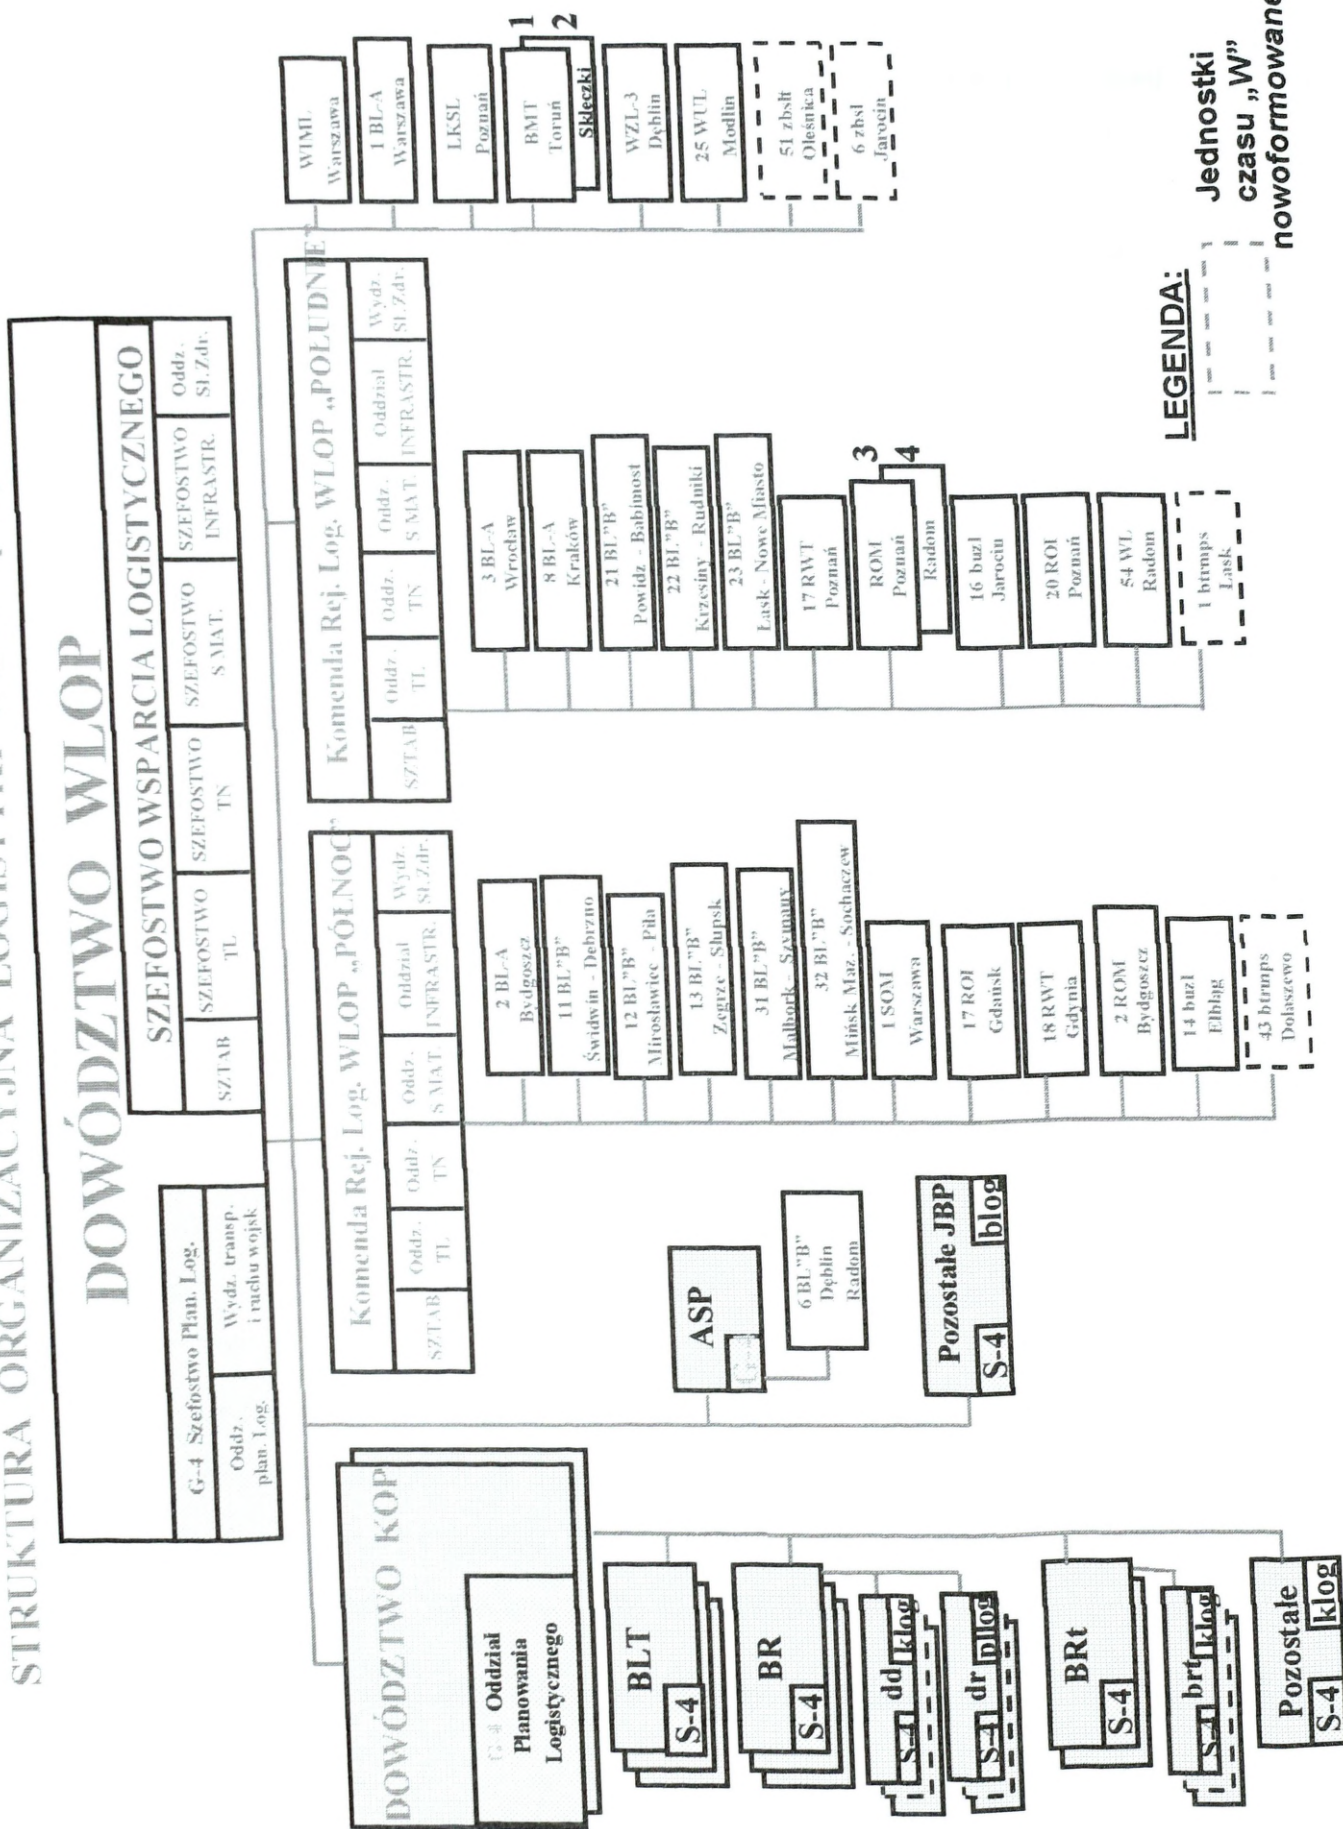 STRUKTURA ORGANIZACYJNA
DOWÓDZTWO WLOP
G-4 Szefostwo Plan. Log.
Oddz.
plan. Log.
Wydz. transp.
i ruchu wojsk
SZEFOSTWO WSPARCIA LOGISTYCZNEGO
SZTAB
SZEFOSTWO
TL
SZEFOSTWO
TN
SZEFOSTWO
S MAT.
SZEFOSTWO
INFRASTR.
Oddz.
Sł.Zdr.
DOWÓDZTWO KOP
G-4 Oddział
Planowania
Logistycznego
BLT
S-4
BR
S-4
S-4 dd klog
S-4 dr pllog
BRt
S-4
S-4 brt klog
Pozostałe
S-4 klog
ASP
G-4
6 BL"B"
Dęblin
Radom
Pozostałe JBP
S-4 blog
Komenda Rej. Log. WLOP „PÓŁNOC”
SZTAB
Oddz.
TL
Oddz.
TN
Oddz.
S MAT.
Oddział
INFRASTR.
Wydz.
Sł.Zdr.
2 BL-A
Bydgoszcz
11 BL"B"
Świdwin - Debrzno
12 BL"B"
Mirosławiec - Piła
13 BL"B"
Zegrze - Słupsk
31 BL"B"
Malbork - Szymany
32 BL"B"
Mińsk Maz. - Sochaczew
1 SOM
Warszawa
17 ROI
Gdańsk
18 RWT
Gdynia
2 ROM
Bydgoszcz
14 buzl
Elbląg
43 btrmps
Dolaszewo
Komenda Rej. Log. WLOP „POŁUDNIE”
SZTAB
Oddz.
TL
Oddz.
TN
Oddz.
S MAT.
Oddział
INFRASTR.
Wydz.
Sł.Zdr.
3 BL-A
Wrocław
8 BL-A
Kraków
21 BL"B"
Powidz - Babimost
22 BL"B"
Krzesiny - Rudniki
23 BL"B"
Łask - Nowe Miasto
17 RWT
Poznań
ROM
Poznań
3
Radom
4
16 buzl
Jarocin
20 ROI
Poznań
54 WL
Radom
1 btrmps
Łask
WIML
Warszawa
1 BL-A
Warszawa
LKSL
Poznań
BMT
Toruń
1
Sklęczki
2
WZL-3
Dęblin
25 WUL
Modlin
51 zbslt
Oleśnica
6 zbsl
Jarocin
LEGENDA:
Jednostki
czasu „W”
nowoformowane